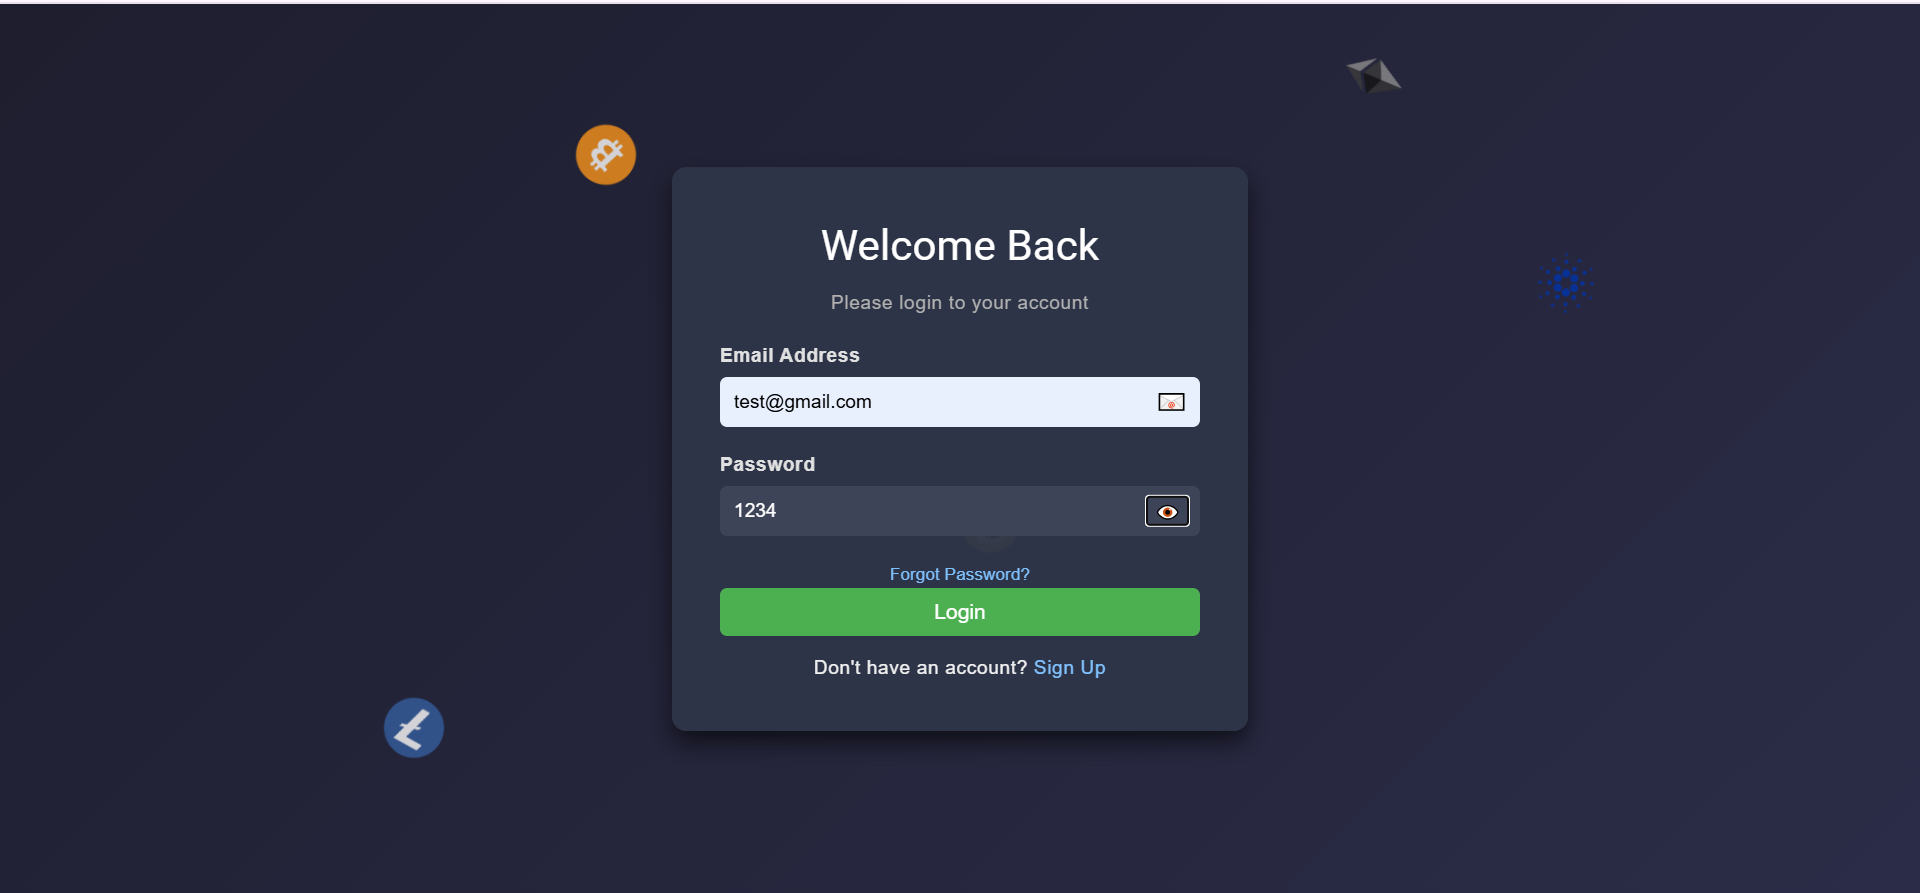 Welcome Back
Please login to your account
Email Address
test@gmail.com
Password
1234
Forgot Password?
Login
Don't have an account? Sign Up